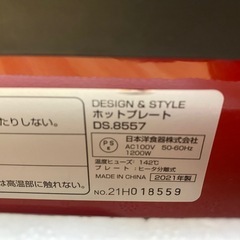 たりしない。
DESIGN & STYLE
ホットプレート
DS.8557
PS
E
日本洋食器株式会社
AC100V 50-60Hz
1200W
温度ヒューズ：142℃
プレート：ヒータ分離式
MADE IN CHINA 2021年製
は高温部に触れない。
NO.21H018559